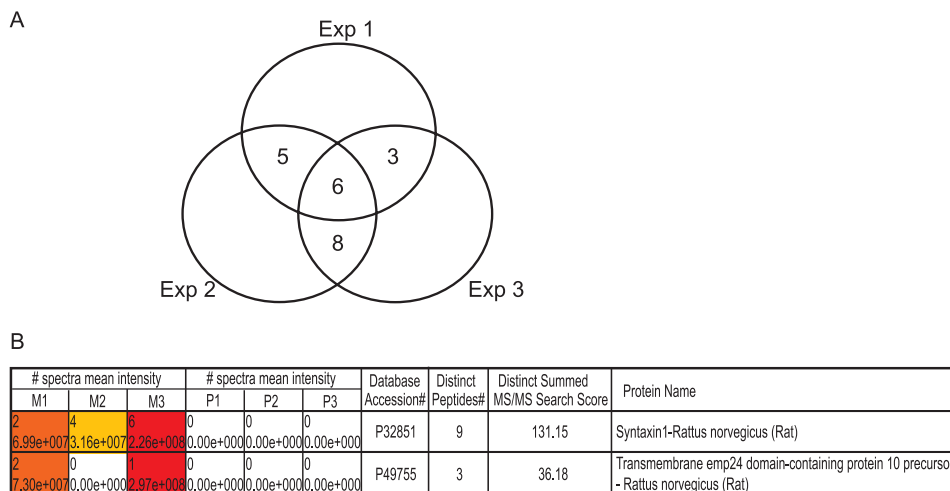 A
Exp 1
5 3
6
8
Exp 2 Exp 3
B
# spectra mean intensity # spectra mean intensity Database Accession# Distinct Peptides# Distinct Summed MS/MS Search Score Protein Name
M1 M2 M3 P1 P2 P3
2 4 6 0 0 0
6.99e+007 3.16e+007 2.26e+008 0.00e+000 0.00e+000 0.00e+000 P32851 9 131.15 Syntaxin1-Rattus norvegicus (Rat)
2 0 1 0 0 0
7.30e+007 0.00e+000 2.97e+008 0.00e+000 0.00e+000 0.00e+000 P49755 3 36.18 Transmembrane emp24 domain-containing protein 10
- Rattus norvegicus (Rat)